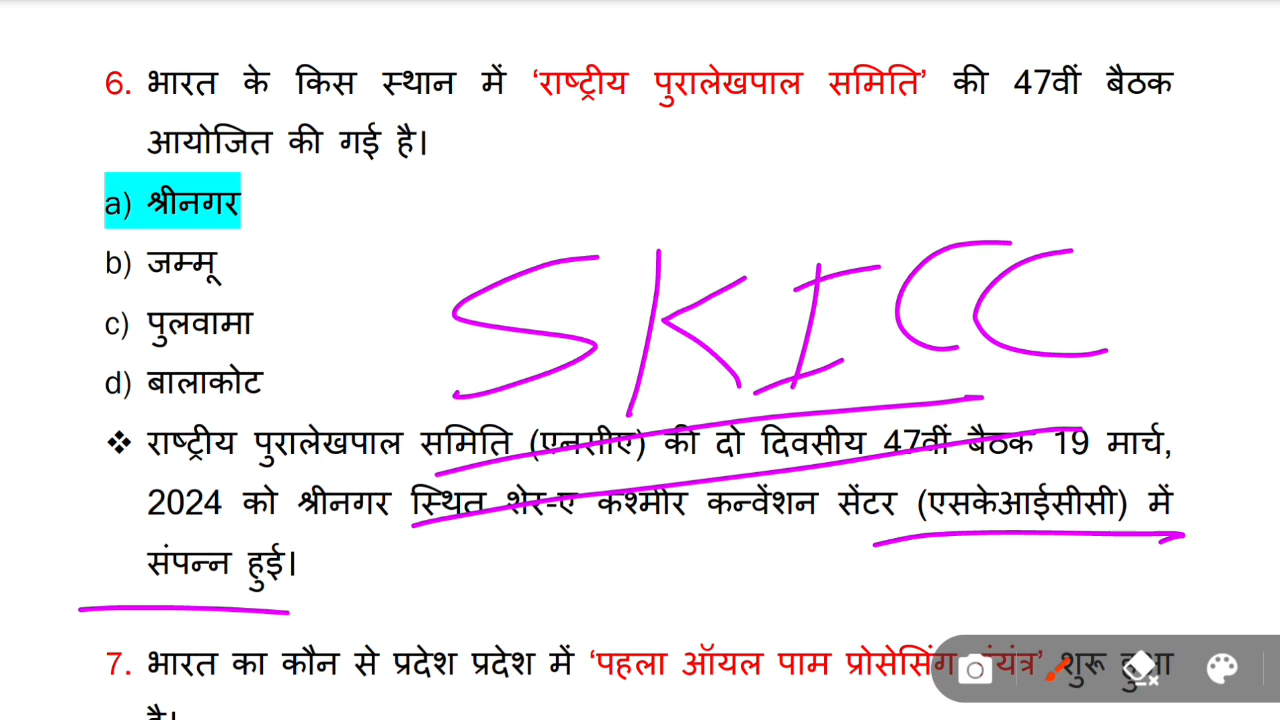 6. भारत के किस स्थान में ‘राष्ट्रीय पुरालेखपाल समिति’ की 47वीं बैठक
आयोजित की गई है।
a) श्रीनगर
b) जम्मू
c) पुलवामा
d) बालाकोट
SKICC
❖ राष्ट्रीय पुरालेखपाल समिति (एनसीए) की दो दिवसीय 47वीं बैठक 19 मार्च,
2024 को श्रीनगर स्थित शेर-ए कश्मीर कन्वेंशन सेंटर (एसकेआईसीसी) में
संपन्न हुई।
7. भारत का कौन से प्रदेश प्रदेश में ‘पहला ऑयल पाम प्रोसेसिंग संयंत्र’ शुरू हुआ
है।